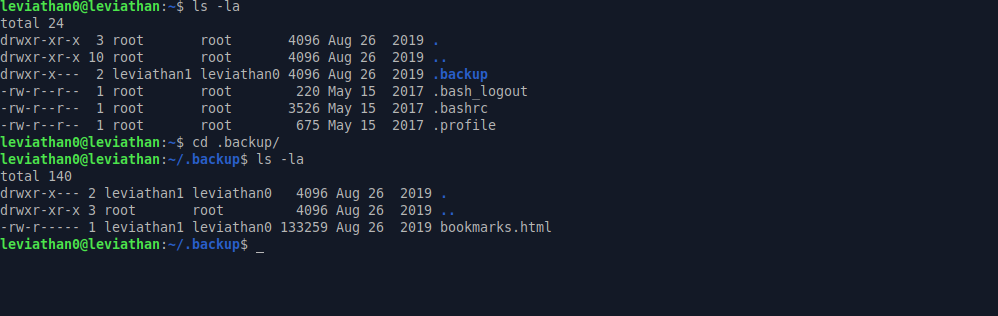 leviathan0@leviathan:~$ ls -la
total 24
drwxr-xr-x  3 root       root       4096 Aug 26  2019 .
drwxr-xr-x 10 root       root       4096 Aug 26  2019 ..
drwxr-x---  2 leviathan1 leviathan0 4096 Aug 26  2019 .backup
-rw-r--r--  1 root       root        220 May 15  2017 .bash_logout
-rw-r--r--  1 root       root       3526 May 15  2017 .bashrc
-rw-r--r--  1 root       root        675 May 15  2017 .profile
leviathan0@leviathan:~$ cd .backup/
leviathan0@leviathan:~/.backup$ ls -la
total 140
drwxr-x--- 2 leviathan1 leviathan0   4096 Aug 26  2019 .
drwxr-xr-x 3 root       root         4096 Aug 26  2019 ..
-rw-r----- 1 leviathan1 leviathan0 133259 Aug 26  2019 bookmarks.html
leviathan0@leviathan:~/.backup$ _